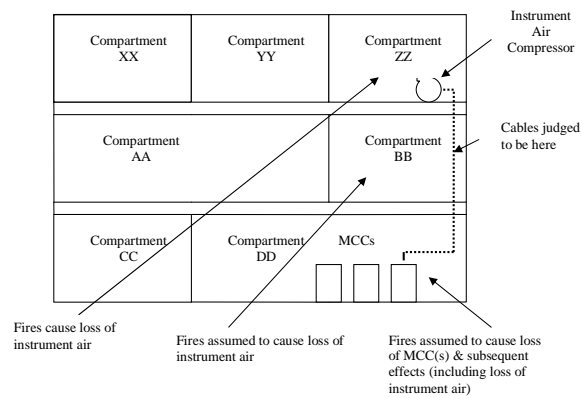 Compartment
XX
Compartment
YY
Compartment
ZZ
Instrument
Air
Compressor
Compartment
AA
Compartment
BB
Cables judged
to be here
Compartment
CC
Compartment
DD
MCCs
Fires cause loss of
instrument air
Fires assumed to cause loss of
instrument air
Fires assumed to cause loss
of MCC(s) & subsequent
effects (including loss of
instrument air)